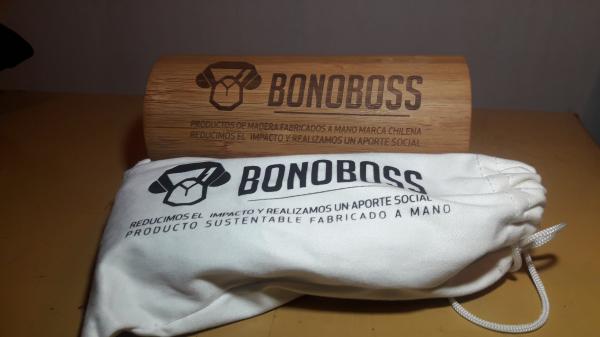 BONOBOSS
PRODUCTOS DE MADERA FABRICADOS A MANO MARCA CHILENA
REDUCIMOS EL IMPACTO Y REALIZAMOS UN APORTE SOCIAL
BONOBOSS
REDUCIMOS EL IMPACTO Y REALIZAMOS UN APORTE SOCIAL
PRODUCTO SUSTENTABLE FABRICADO A MANO